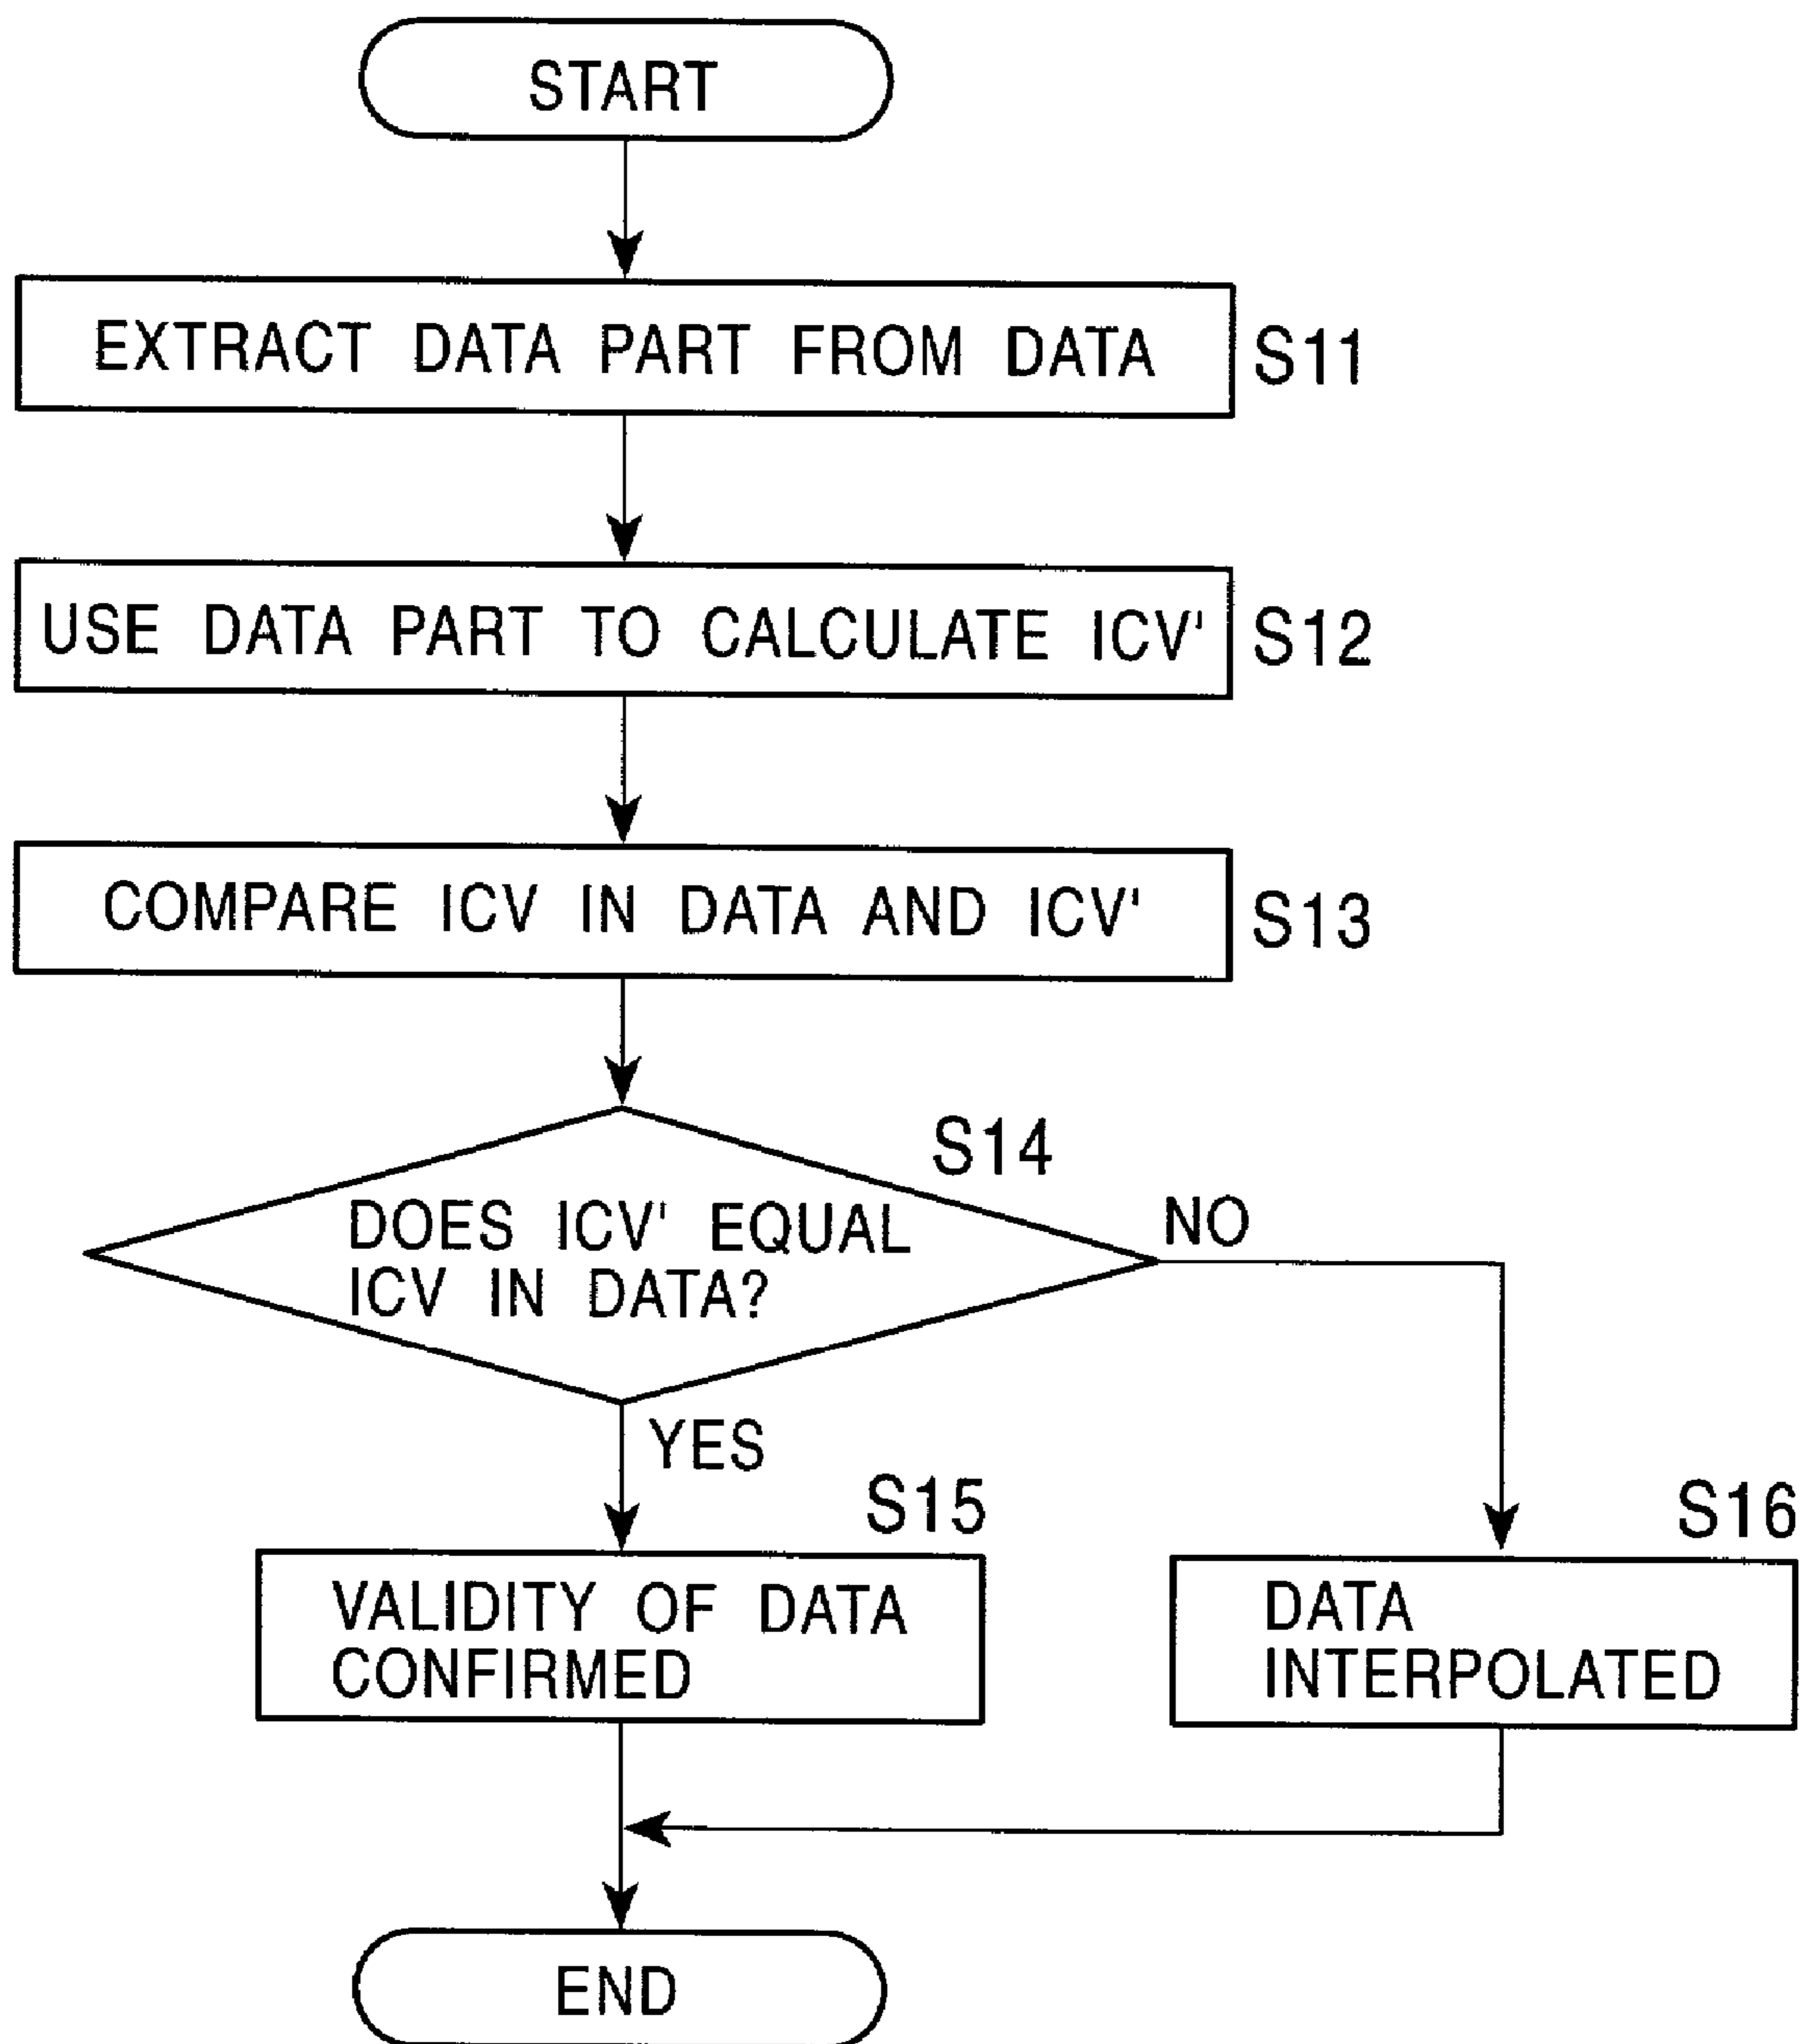 START
EXTRACT DATA PART FROM DATA
S11
USE DATA PART TO CALCULATE ICV'
S12
COMPARE ICV IN DATA AND ICV'
S13
S14
DOES ICV' EQUAL
ICV IN DATA?
NO
YES
S15
VALIDITY OF DATA
CONFIRMED
S16
DATA
INTERPOLATED
END